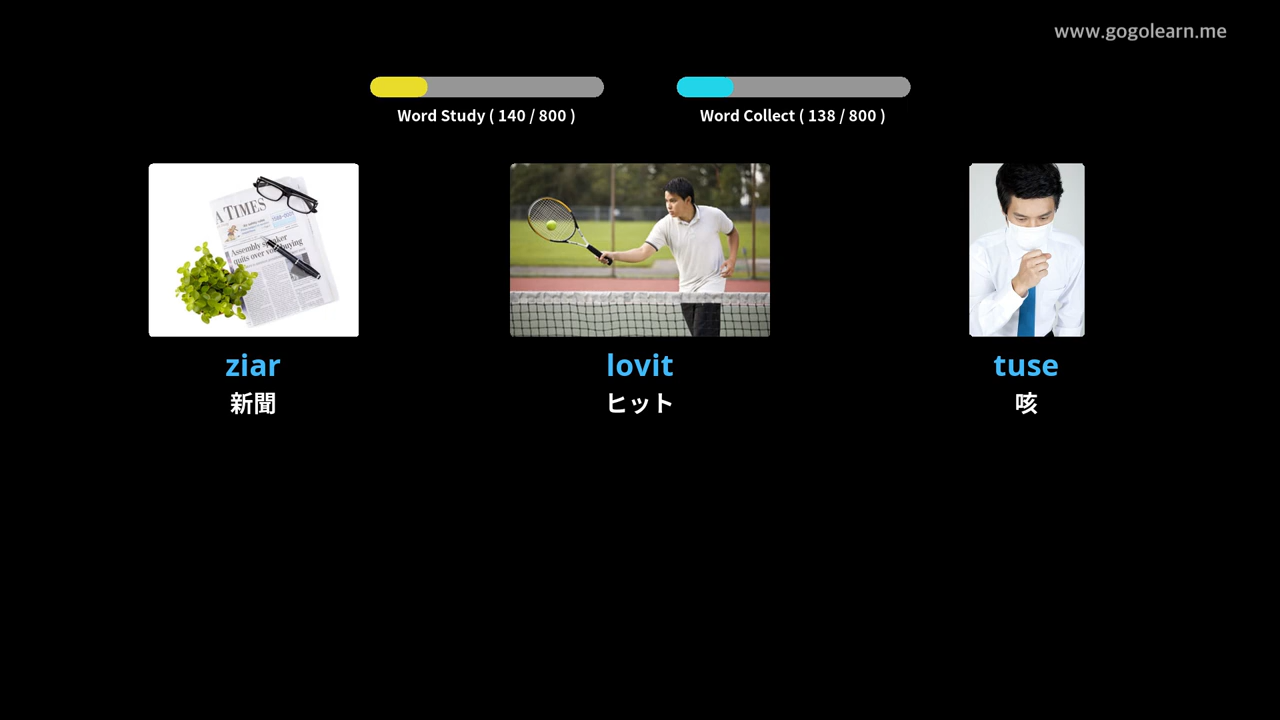 www.gogolearn.me
Word Study ( 140 / 800 )
Word Collect ( 138 / 800 )
A TIMES
ziar
新聞
lovit
ヒット
tuse
咳